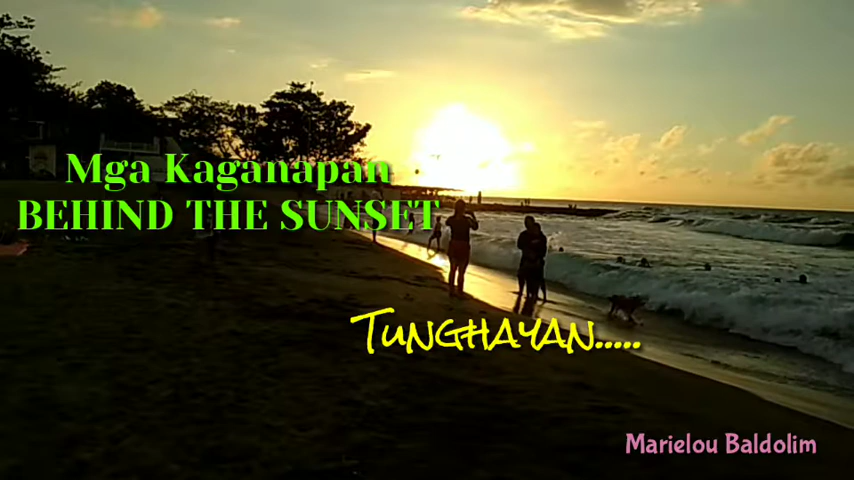 Mga Kaganapan
BEHIND THE SUNSET
TUNGHAYAN.....
Marielou Baldolim